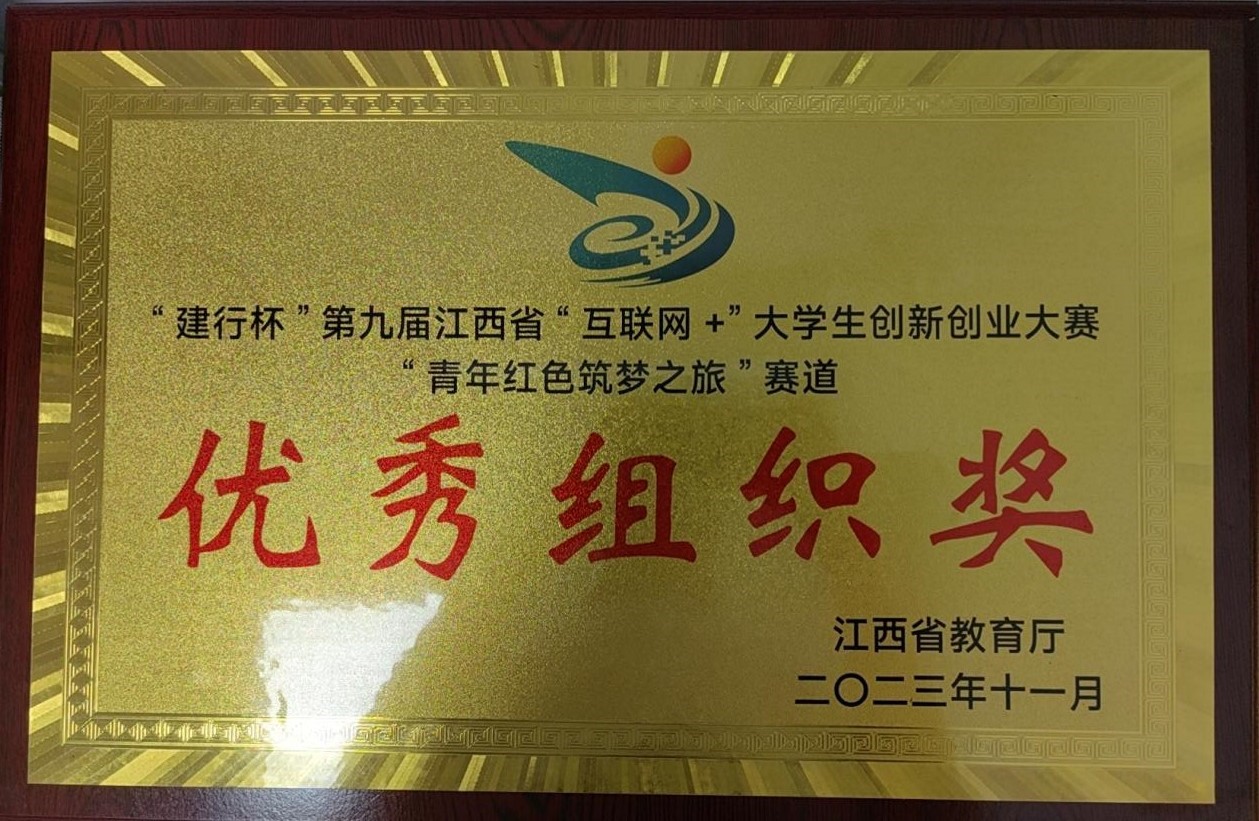 “建行杯”第九届江西省“互联网+”大学生创新创业大赛
“青年红色筑梦之旅”赛道
优秀组织奖
江西省教育厅
二〇二三年十一月